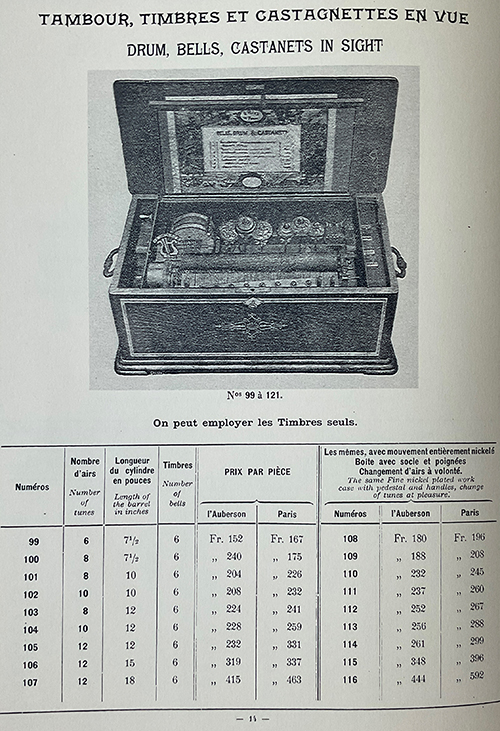 TAMBOUR, TIMBRES ET CASTAGNETTES EN VUE
DRUM, BELLS, CASTANETS IN SIGHT
BELLS, DRUM & CASTANETS
Nos 99 à 121.
On peut employer les Timbres seuls.
Numéros
Nombre d'airs
Number of tunes
Longueur du cylindre en pouces
Length of the barrel in inches
Timbres
Number of bells
PRIX PAR PIÈCE
l'Auberson Paris
Les mêmes, avec mouvement entièrement nickelé
Boîte avec socle et poignées
Changement d'airs à volonté.
The same Fine nickel plated work
case with pedestal and handles, change
of tunes at pleasure.
Numéros l'Auberson Paris
99 6 7 1/2 6 Fr. 152 Fr. 167 108 Fr. 180 Fr. 196
100 8 7 1/2 6 „ 240 „ 175 109 „ 188 „ 208
101 8 10 6 „ 204 „ 226 110 „ 232 „ 245
102 10 10 6 „ 208 „ 232 111 „ 237 „ 260
103 8 12 6 „ 224 „ 241 112 „ 252 „ 267
104 10 12 6 „ 228 „ 259 113 „ 256 „ 288
105 12 12 6 „ 232 „ 331 114 „ 261 „ 299
106 12 15 6 „ 319 „ 337 115 „ 348 „ 396
107 12 18 6 „ 415 „ 463 116 „ 444 „ 592
— 14 —